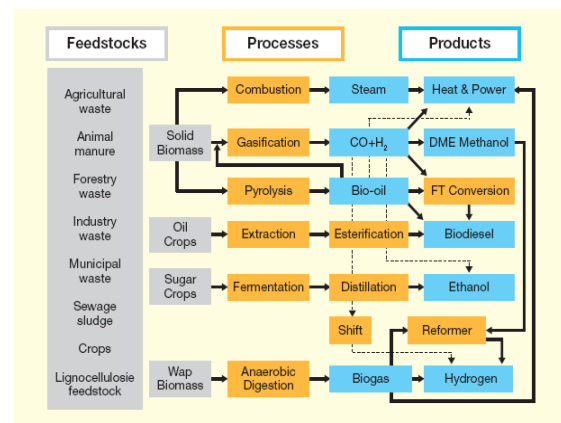 Feedstocks
Processes
Products
Agricultural
waste
Animal
manure
Forestry
waste
Industry
waste
Municipal
waste
Sewage
sludge
Crops
Lignocellulosie
feedstock
Solid
Biomass
Oil
Crops
Sugar
Crops
Wap
Biomass
Combustion
Steam
Heat & Power
Gasification
CO+H₂
DME Methanol
Pyrolysis
Bio-oil
FT Conversion
Extraction
Esterification
Biodiesel
Fermentation
Distillation
Ethanol
Shift
Reformer
Anaerobic
Digestion
Biogas
Hydrogen